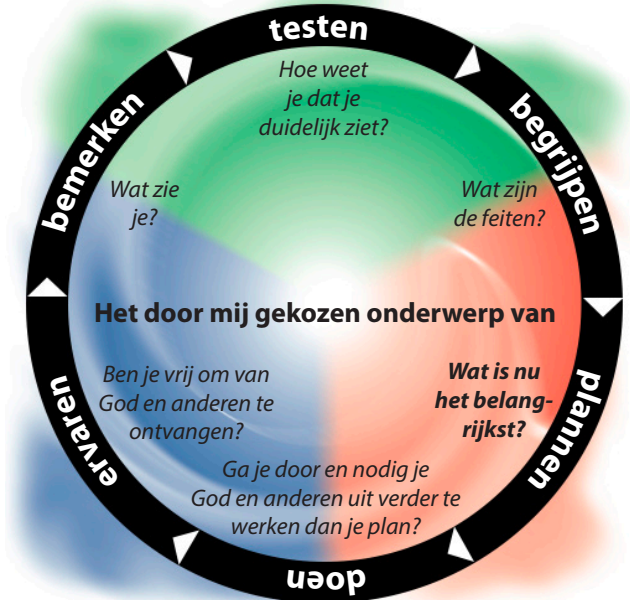 testen
Hoe weet
je dat je
duidelijk ziet?
begrijpen
Wat zijn
de feiten?
plannen
Wat is nu
het belang-
rijkst?
doen
Ga je door en nodig je
God en anderen uit verder te
werken dan je plan?
ervaren
Ben je vrij om van
God en anderen te
ontvangen?
bemerken
Wat zie
je?
Het door mij gekozen onderwerp van